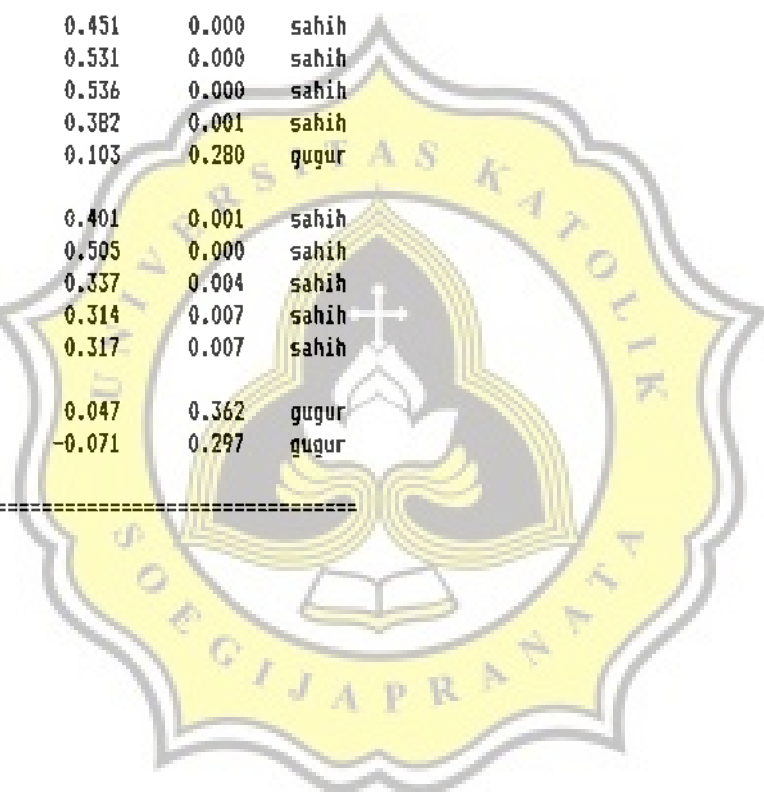 0.451 0.000 sahih
0.531 0.000 sahih
0.536 0.000 sahih
0.382 0.001 sahih
0.103 0.280 gugur
0.401 0.001 sahih
0.505 0.000 sahih
0.337 0.004 sahih
0.314 0.007 sahih
0.317 0.007 sahih
0.047 0.362 gugur
-0.071 0.297 gugur
================================
UNIVERSITAS KATOLIK
SOEGIJAPRANATA